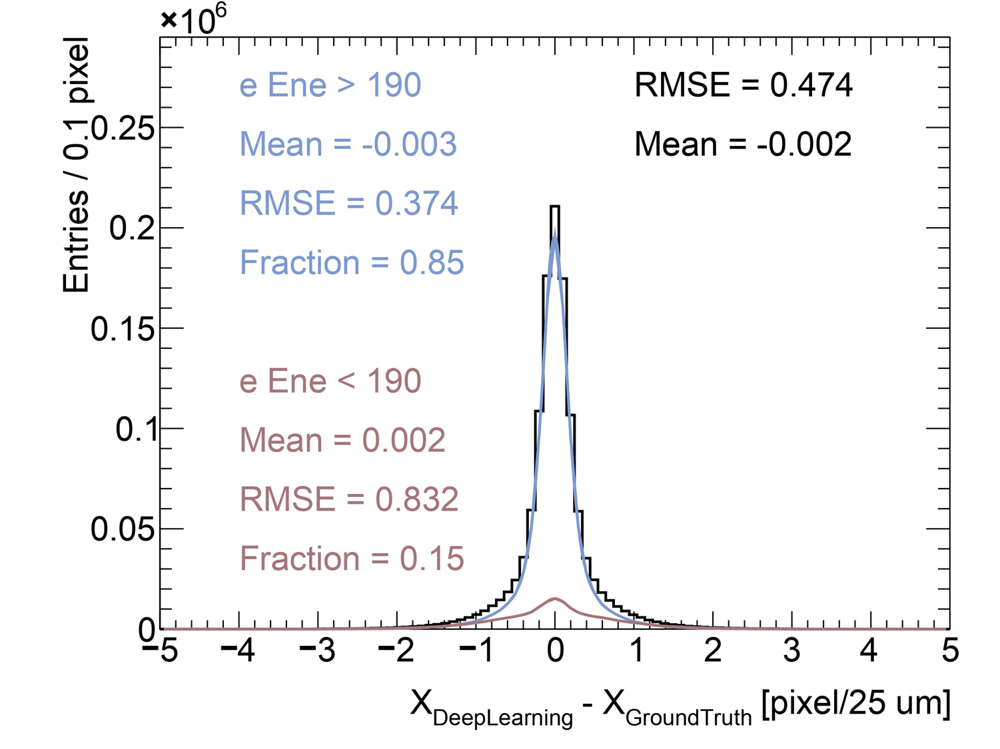 ×10⁶
Entries / 0.1 pixel
0.25
0.2
0.15
0.1
0.05
0
e Ene > 190
Mean = -0.003
RMSE = 0.374
Fraction = 0.85
e Ene < 190
Mean = 0.002
RMSE = 0.832
Fraction = 0.15
RMSE = 0.474
Mean = -0.002
−5 −4 −3 −2 −1 0 1 2 3 4 5
X_DeepLearning - X_GroundTruth [pixel/25 um]